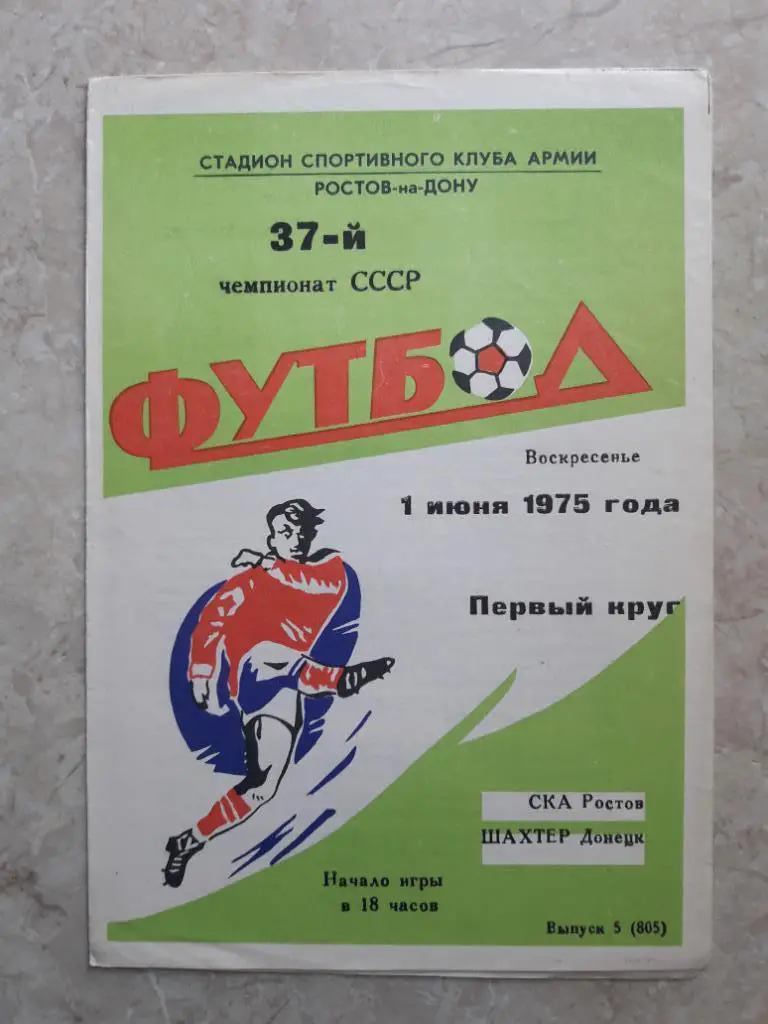 СТАДИОН СПОРТИВНОГО КЛУБА АРМИИ
РОСТОВ-на-ДОНУ
37-й
чемпионат СССР
ФУТБОЛ
Воскресенье
1 июня 1975 года
Первый круг
СКА Ростов
ШАХТЕР Донецк
Начало игры
в 18 часов
Выпуск 5 (805)